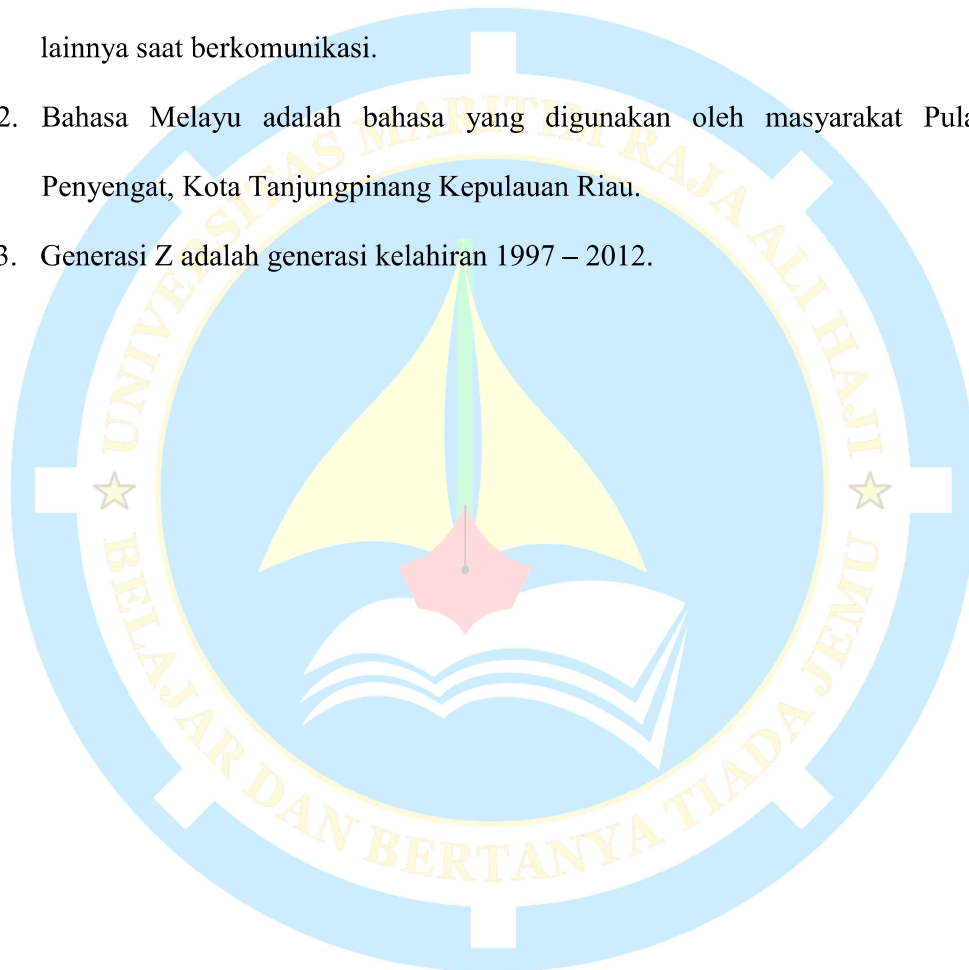 lainnya saat berkomunikasi.
2. Bahasa Melayu adalah bahasa yang digunakan oleh masyarakat
Penyengat, Kota Tanjungpinang Kepulauan Riau.
3. Generasi Z adalah generasi kelahiran 1997 – 2012.
UNIVERSITAS MARITIM RAJA ALI HAJI
BELAJAR DAN BERTANYA TIADA JEMU